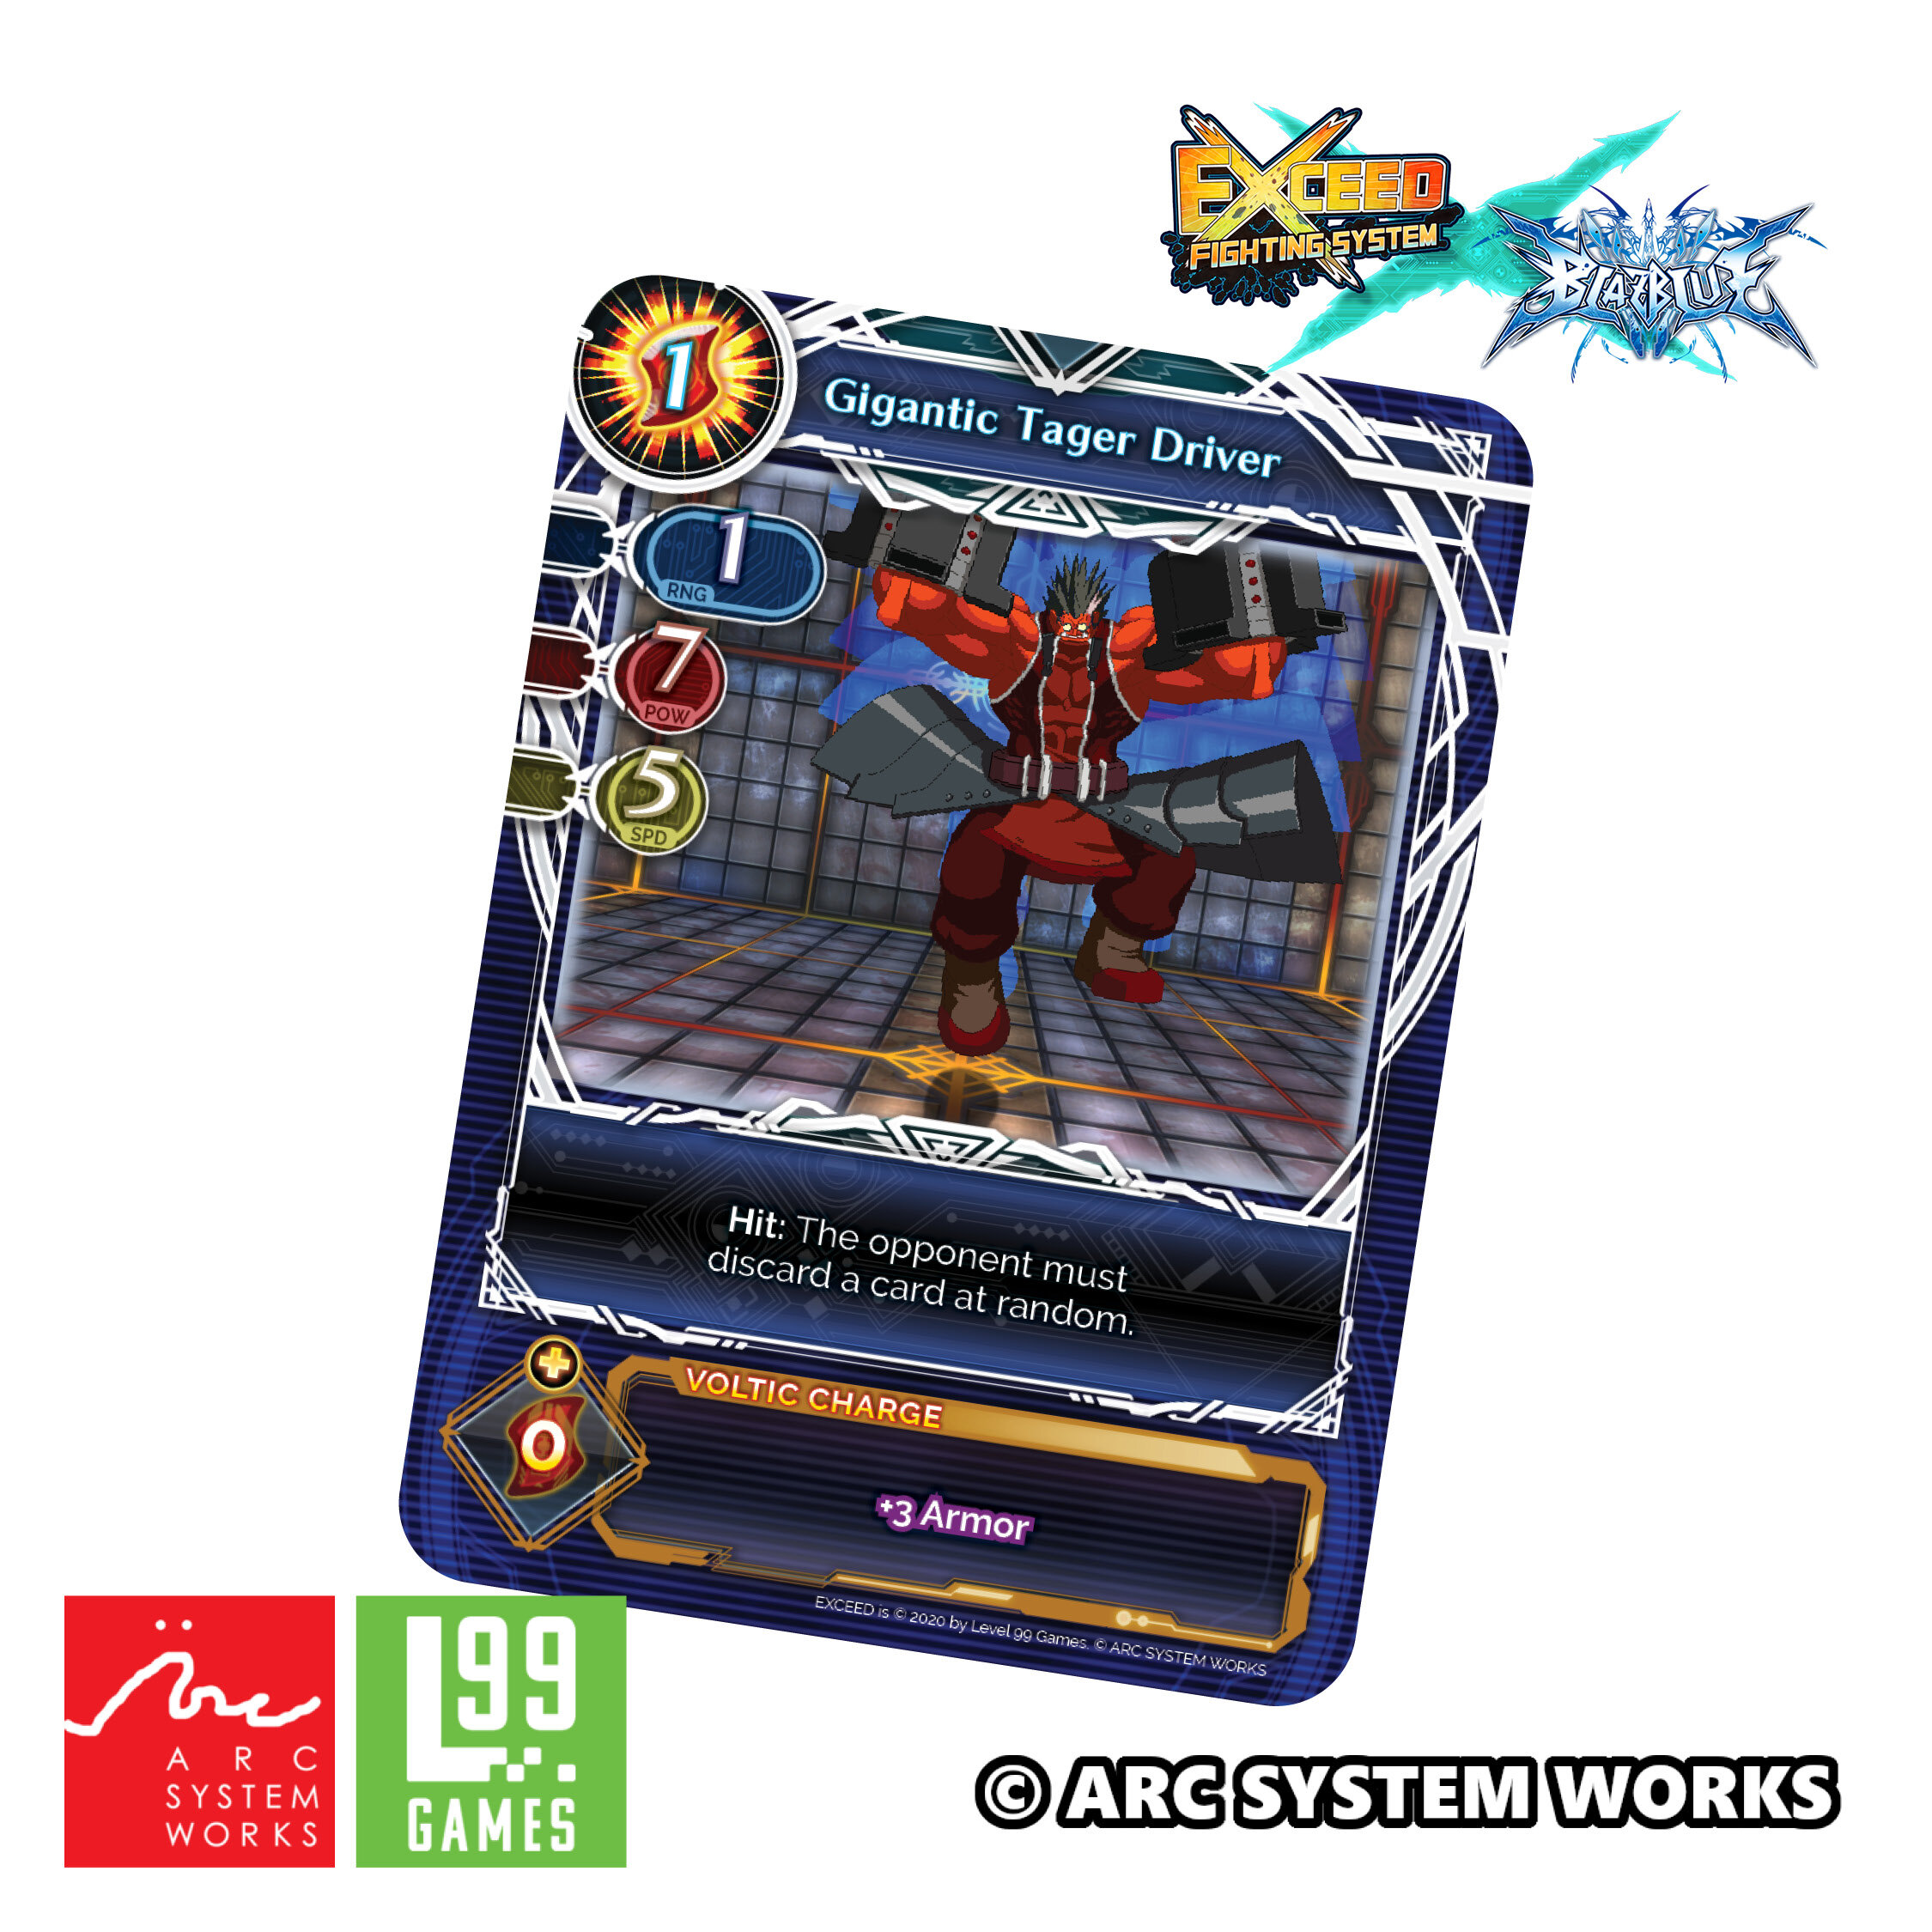 EXCEED
FIGHTING SYSTEM
BLAZBLUE
1
Gigantic Tager Driver
1
RNG
7
POW
5
SPD
Hit: The opponent must
discard a card at random.
+
0
VOLTIC CHARGE
+3 Armor
EXCEED is © 2020 by Level 99 Games. © ARC SYSTEM WORKS
Arc
ARC
SYSTEM
WORKS
L99
GAMES
© ARC SYSTEM WORKS